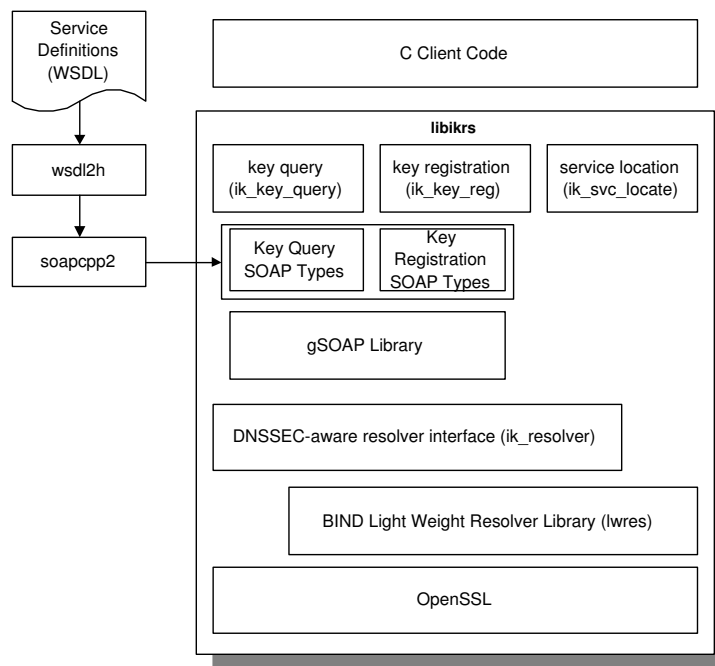 Service
Definitions
(WSDL)
C Client Code
libikrs
wsdl2h
key query
(ik_key_query)
key registration
(ik_key_reg)
service location
(ik_svc_locate)
soapcpp2
Key Query
SOAP Types
Key
Registration
SOAP Types
gSOAP Library
DNSSEC-aware resolver interface (ik_resolver)
BIND Light Weight Resolver Library (lwres)
OpenSSL